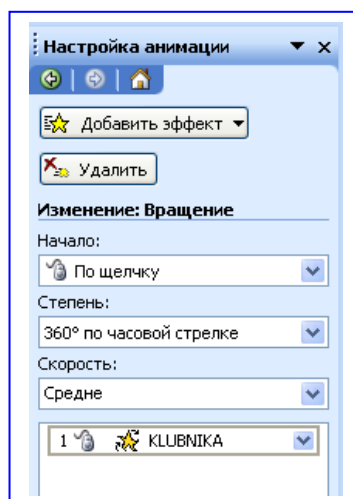 Настройка анимации
Добавить эффект
Удалить
Изменение: Вращение
Начало:
По щелчку
Степень:
360° по часовой стрелке
Скорость:
Средне
1 KLUBNIKA